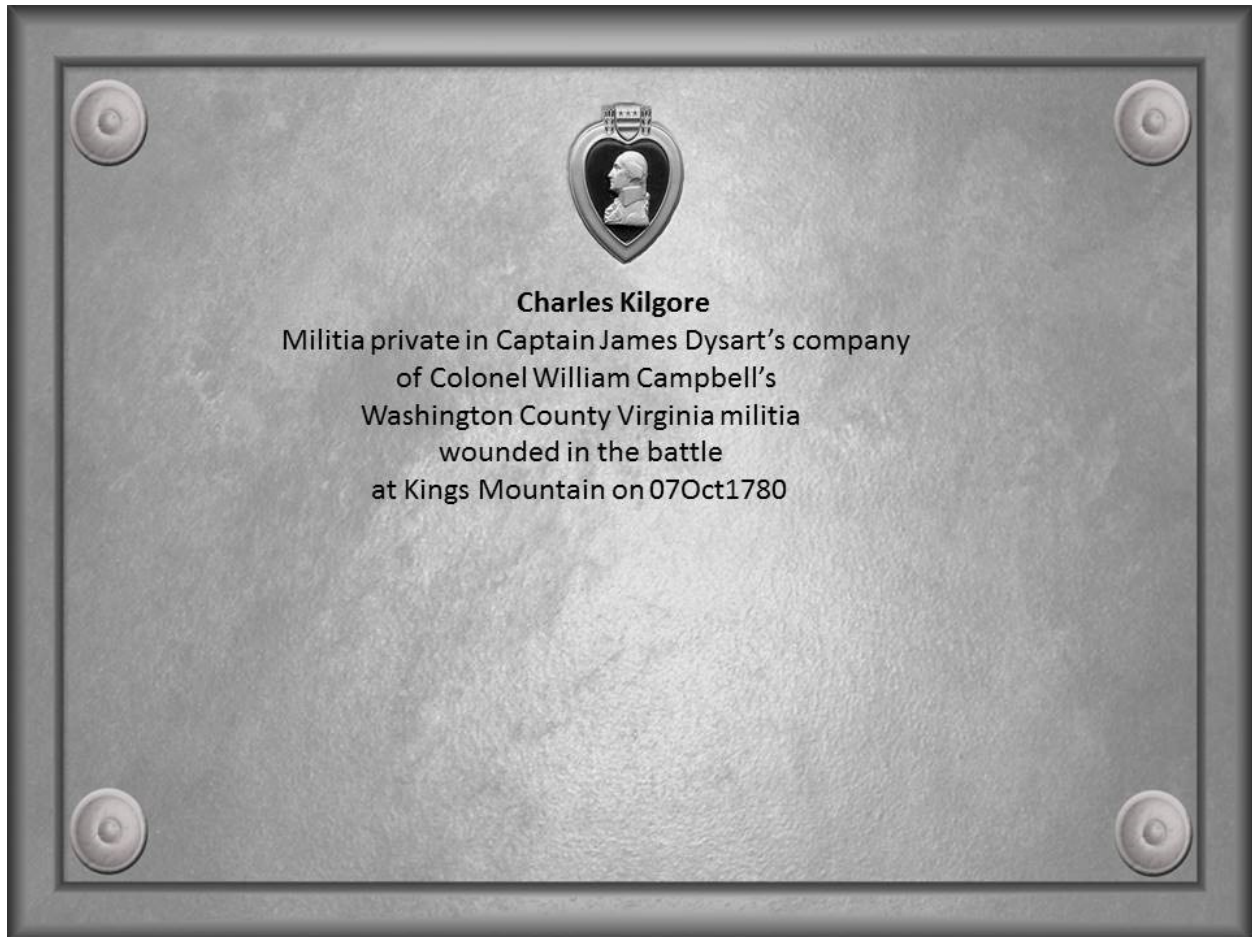 Charles Kilgore
Militia private in Captain James Dysart’s company
of Colonel William Campbell’s
Washington County Virginia militia
wounded in the battle
at Kings Mountain on 07Oct1780